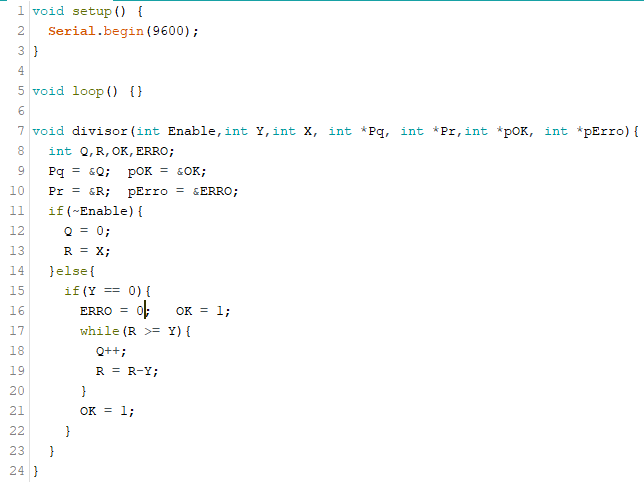 1 void setup() {
2   Serial.begin(9600);
3 }
4
5 void loop() {}
6
7 void divisor(int Enable,int Y,int X, int *Pq, int *Pr,int *pOK, int *pErro){
8   int Q,R,OK,ERRO;
9   Pq = &Q;  pOK = &OK;
10   Pr = &R;  pErro = &ERRO;
11   if(~Enable){
12     Q = 0;
13     R = X;
14   }else{
15     if(Y == 0){
16       ERRO = 0;   OK = 1;
17       while(R >= Y){
18         Q++;
19         R = R-Y;
20       }
21       OK = 1;
22     }
23   }
24 }